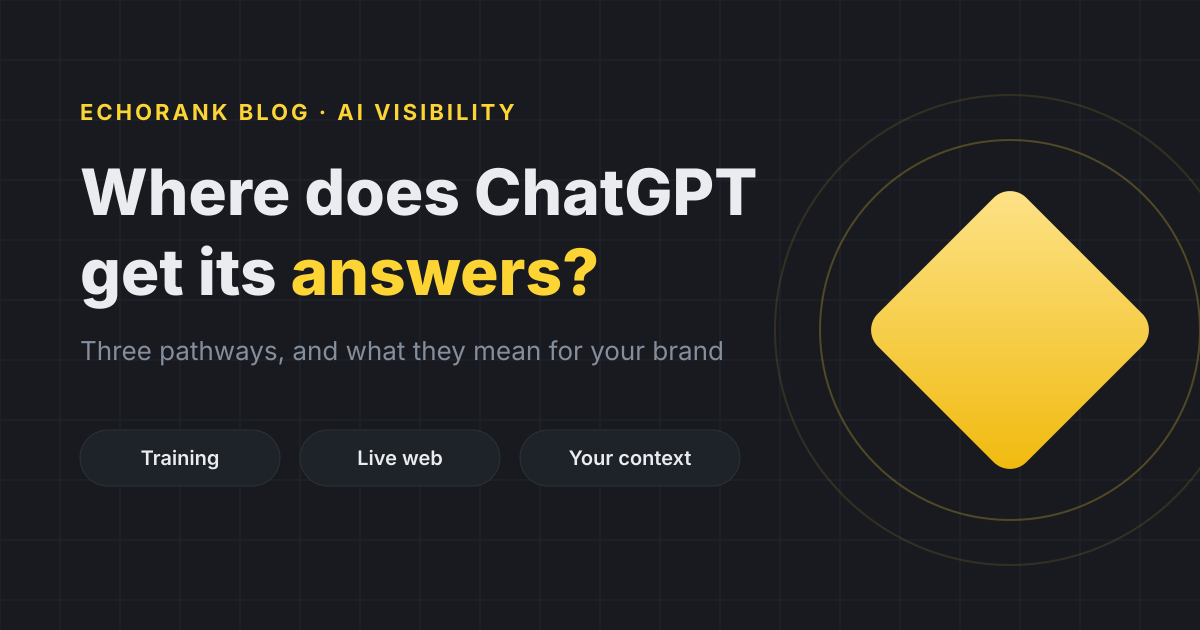 ECHORANK BLOG · AI VISIBILITY
Where does ChatGPT
get its answers?
Three pathways, and what they mean for your brand
Training
Live web
Your context